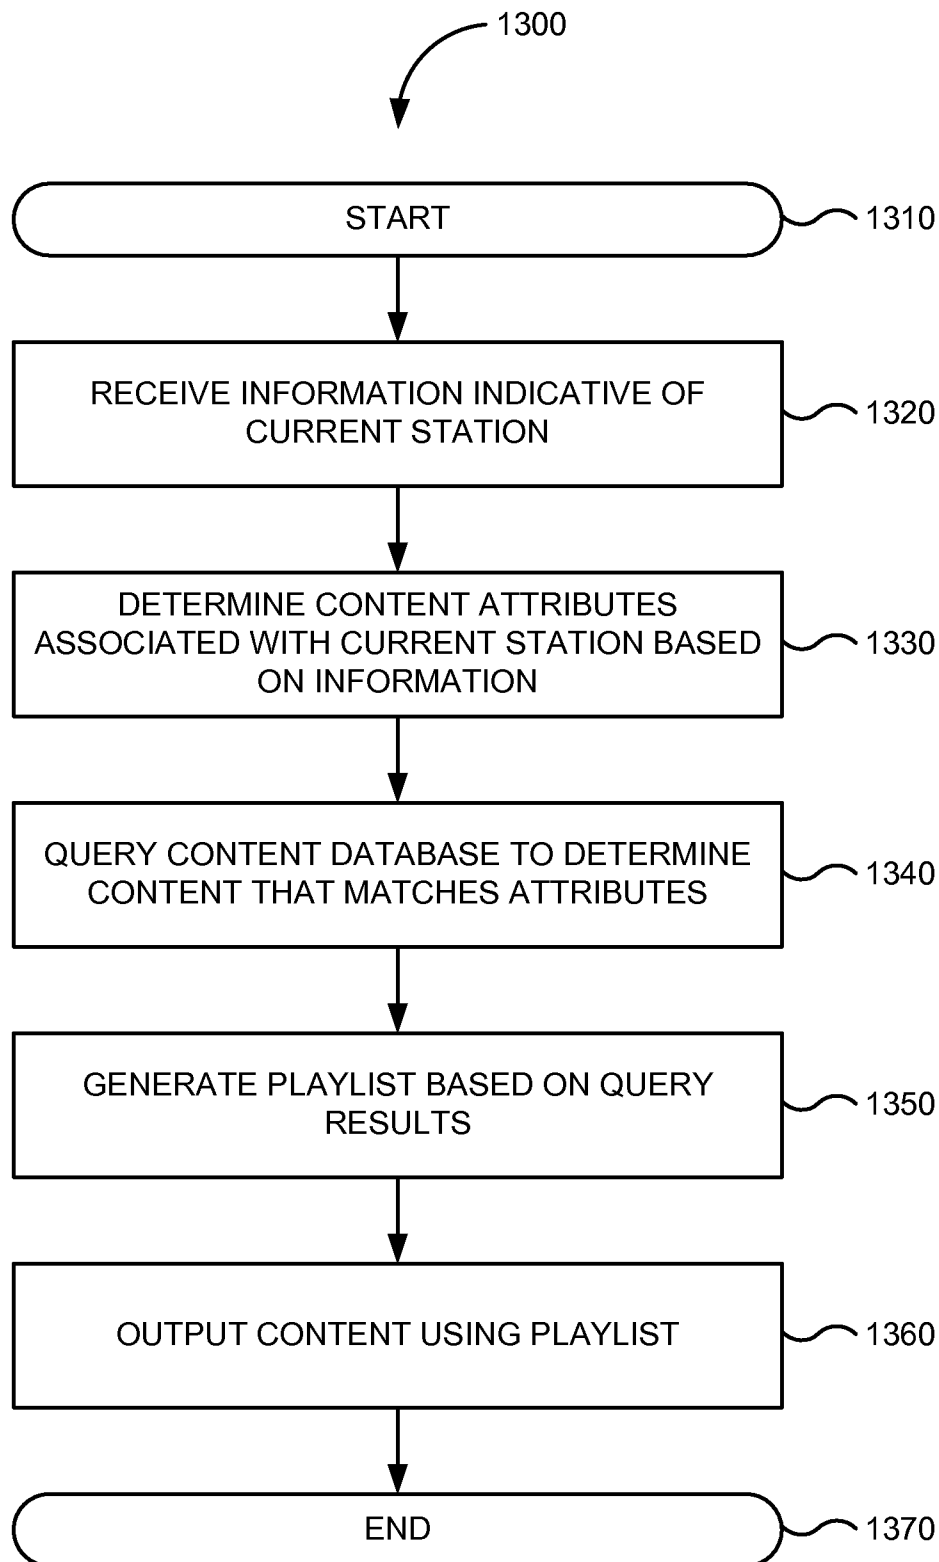 1300
START
1310
RECEIVE INFORMATION INDICATIVE OF
CURRENT STATION
1320
DETERMINE CONTENT ATTRIBUTES
ASSOCIATED WITH CURRENT STATION BASED
ON INFORMATION
1330
QUERY CONTENT DATABASE TO DETERMINE
CONTENT THAT MATCHES ATTRIBUTES
1340
GENERATE PLAYLIST BASED ON QUERY
RESULTS
1350
OUTPUT CONTENT USING PLAYLIST
1360
END
1370